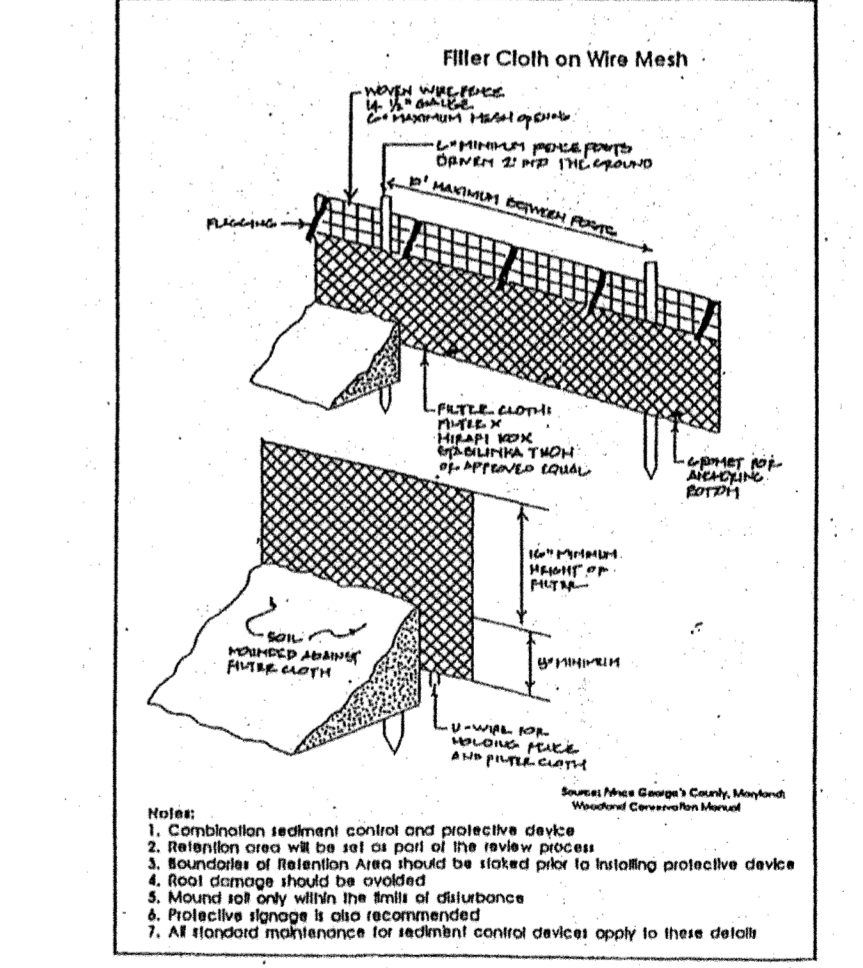 Filter Cloth on Wire Mesh
WOVEN WIRE FENCE
14 1/2" GAUGE
6" MAXIMUM MESH OPENING
6" MINIMUM FENCE POSTS
DRIVEN 2' INTO THE GROUND
10' MAXIMUM BETWEEN POSTS
FLAGGING
FILTER CLOTH:
FILTER X
STABILINKA
OR APPROVED EQUAL
GROMET FOR
ANCHORING
BOTTOM
16" MINIMUM
HEIGHT OF
FILTER
SOIL
MOUNDED AGAINST
FILTER CLOTH
8" MINIMUM
U-WIRE FOR
HOLDING FENCE
AND FILTER CLOTH
Source: Prince George's County, Maryland:
Woodland Conservation Manual
Notes:
1. Combination sediment control and protective device
2. Retention area will be set as part of the review process
3. Boundaries of Retention Area should be staked prior to installing protective device
4. Root damage should be avoided
5. Mound soil only within the limits of disturbance
6. Protective signage is also recommended
7. All standard maintenance for sediment control devices apply to these details